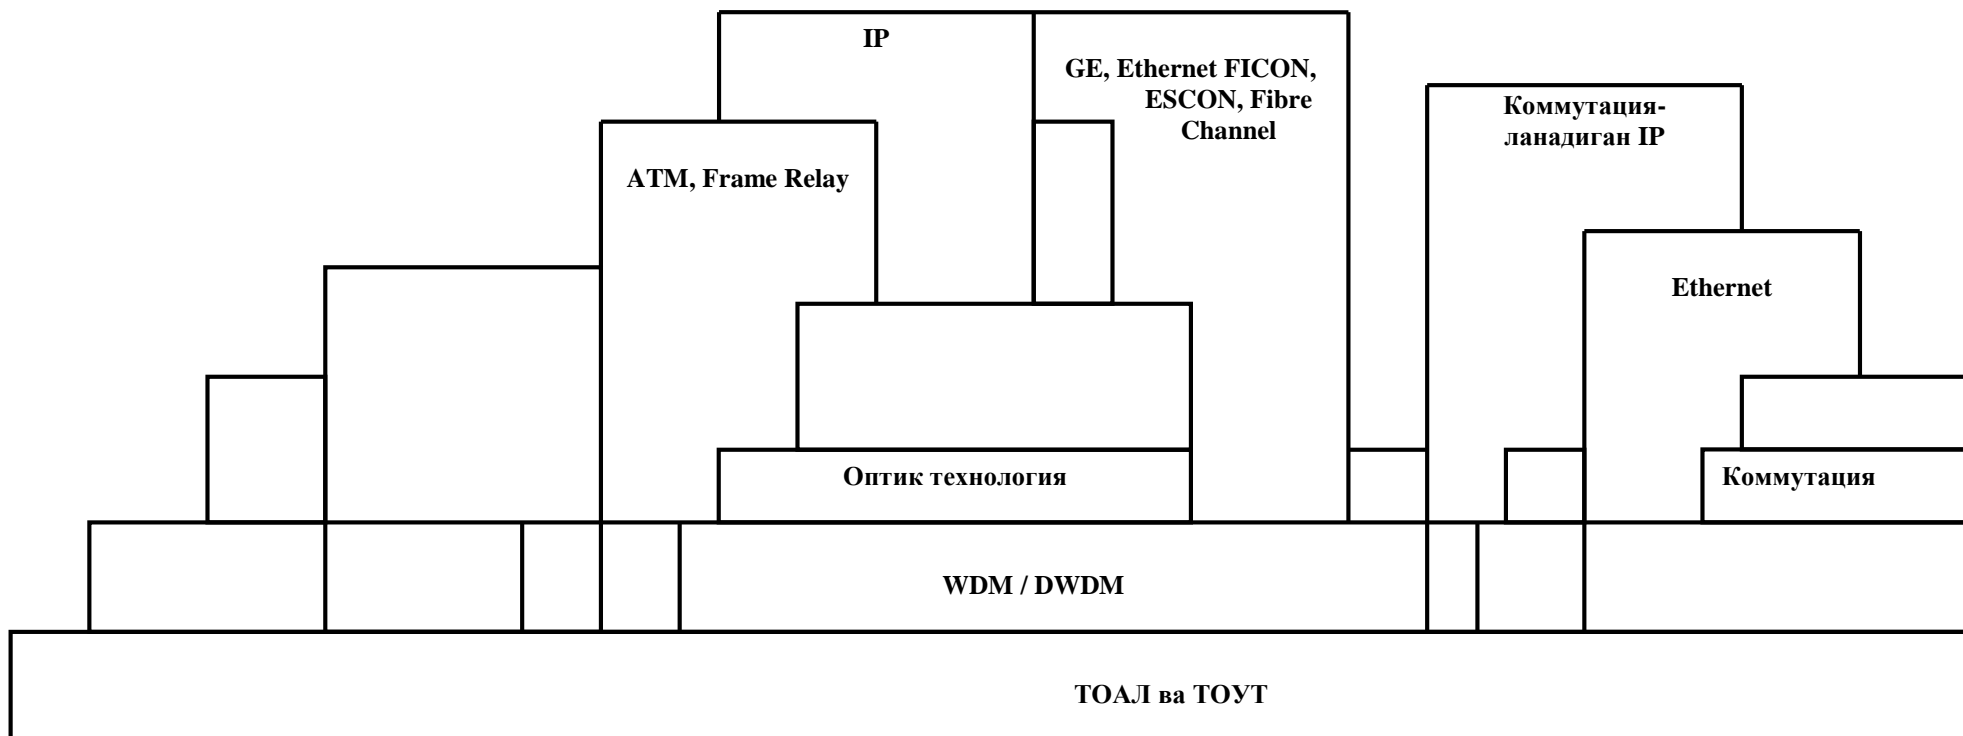 IP
GE, Ethernet FICON,
ESCON, Fibre
Channel
ATM, Frame Relay
Коммутация-
ланадиган IP
Ethernet
Оптик технология
Коммутация
WDM / DWDM
ТОАЛ ва ТОУТ